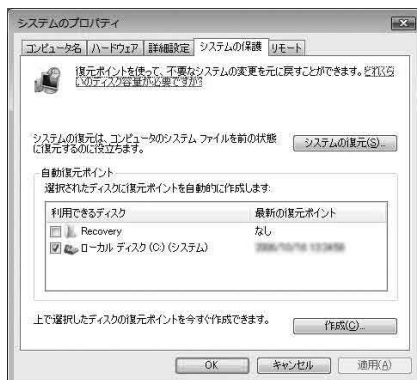 システムのプロパティ
コンピュータ名 ハードウェア 詳細設定 システムの保護 リモート
復元ポイントを使って、不要なシステムの変更を元に戻すことができます。どれくら
いのディスク容量が必要ですか?
システムの復元は、コンピュータのシステム ファイルを前の状態
に復元するのに役立ちます。
システムの復元(S)...
自動復元ポイント
選択されたディスクに復元ポイントを自動的に作成します:
利用できるディスク 最新の復元ポイント
Recovery なし
ローカル ディスク (C:) (システム)
上で選択したディスクの復元ポイントを今すぐ作成できます。
作成(C)...
OK キャンセル 適用(A)